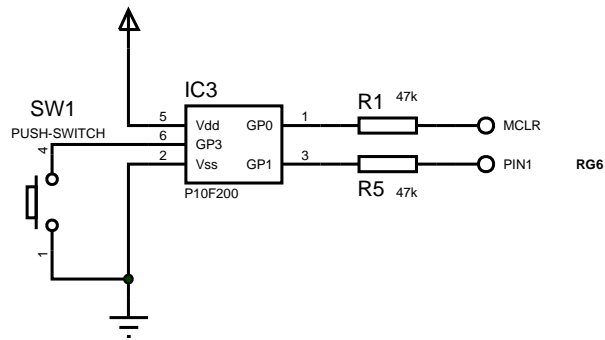 IC3
SW1
PUSH-SWITCH
R1 47k
5 Vdd GP0 1
MCLR
6 GP3
4
2 Vss GP1 3
PIN1 RG6
P10F200
R5 47k
1